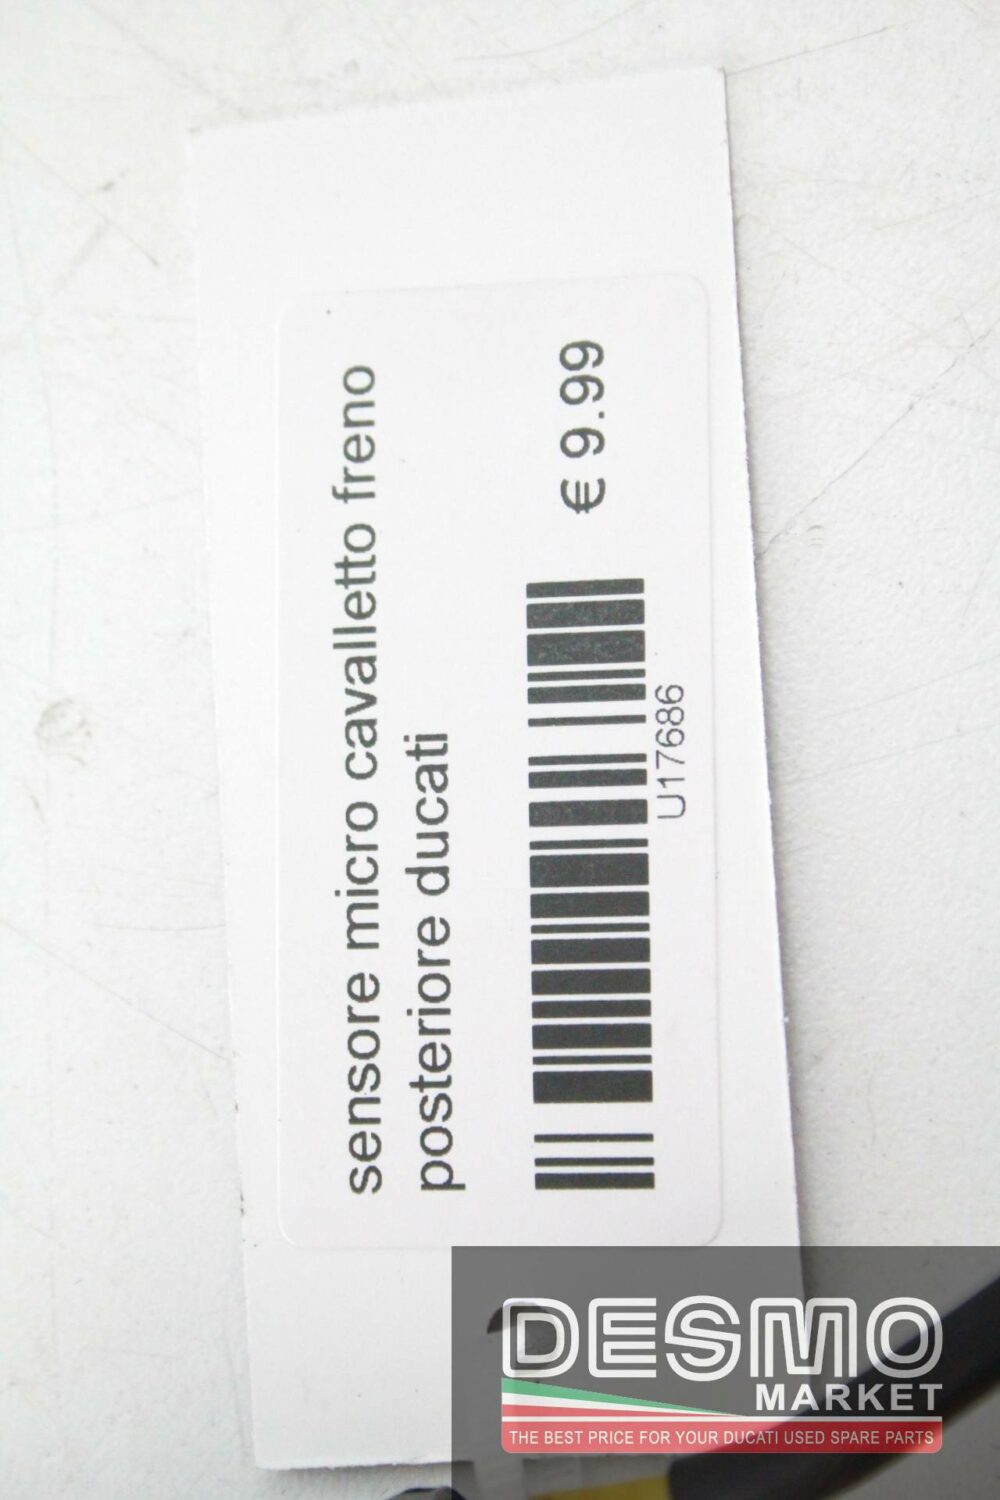 sensore micro cavalletto freno
posteriore ducati
€ 9.99
U17686
DESMO
MARKET
THE BEST PRICE FOR YOUR DUCATI USED SPARE PARTS